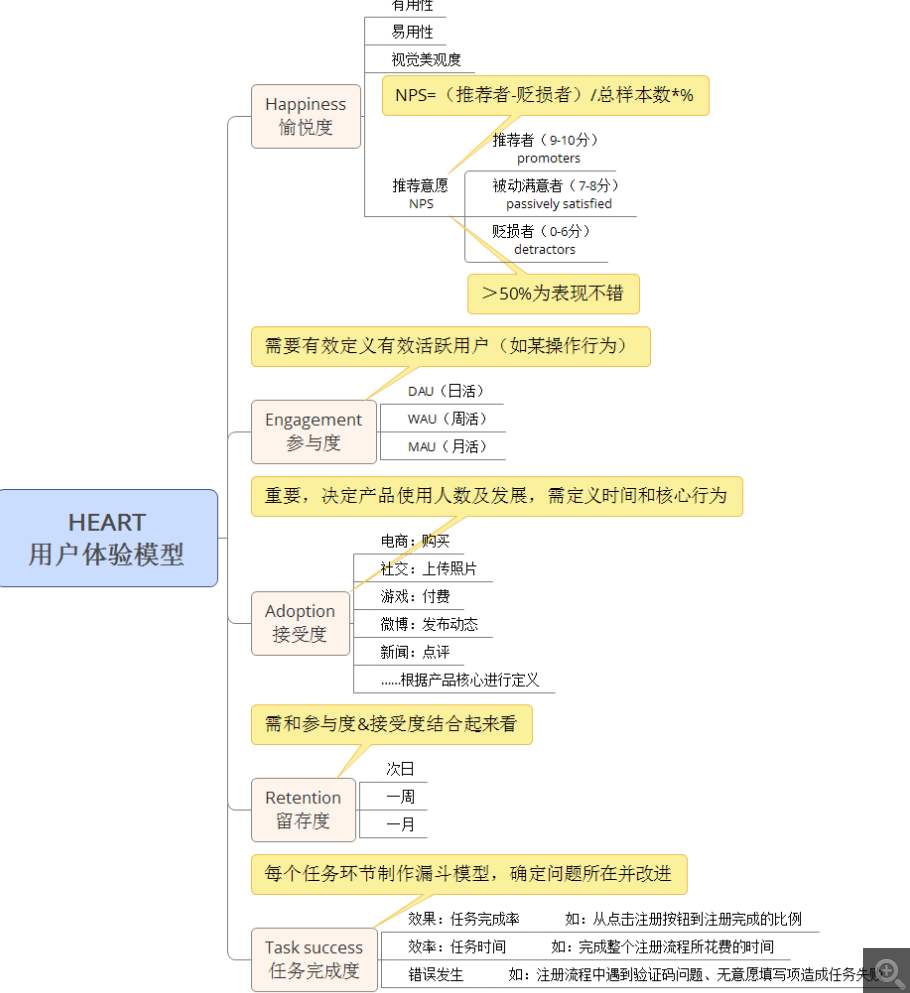 有用性
易用性
视觉美观度
Happiness
愉悦度
NPS=（推荐者-贬损者）/总样本数*%
推荐者（9-10分）
promoters
推荐意愿
NPS
被动满意者（7-8分）
passively satisfied
贬损者（0-6分）
detractors
＞50%为表现不错
需要有效定义有效活跃用户（如某操作行为）
Engagement
参与度
DAU（日活）
WAU（周活）
MAU（月活）
HEART
用户体验模型
重要，决定产品使用人数及发展，需定义时间和核心行为
Adoption
接受度
电商：购买
社交：上传照片
游戏：付费
微博：发布动态
新闻：点评
……根据产品核心进行定义
需和参与度&接受度结合起来看
Retention
留存度
次日
一周
一月
每个任务环节制作漏斗模型，确定问题所在并改进
Task success
任务完成度
效果：任务完成率 如：从点击注册按钮到注册完成的比例
效率：任务时间 如：完成整个注册流程所花费的时间
错误发生 如：注册流程中遇到验证码问题、无意愿填写项造成任务失败